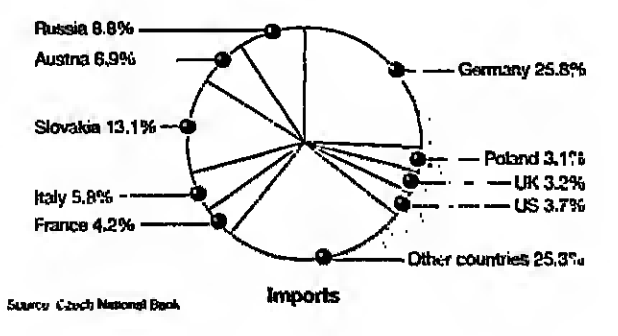 Russia 8.8%
Austria 6.9%
Slovakia 13.1%
Italy 5.8%
France 4.2%
Germany 25.8%
Poland 3.1%
UK 3.2%
US 3.7%
Other countries 25.3%
Imports
Source Czech National Bank